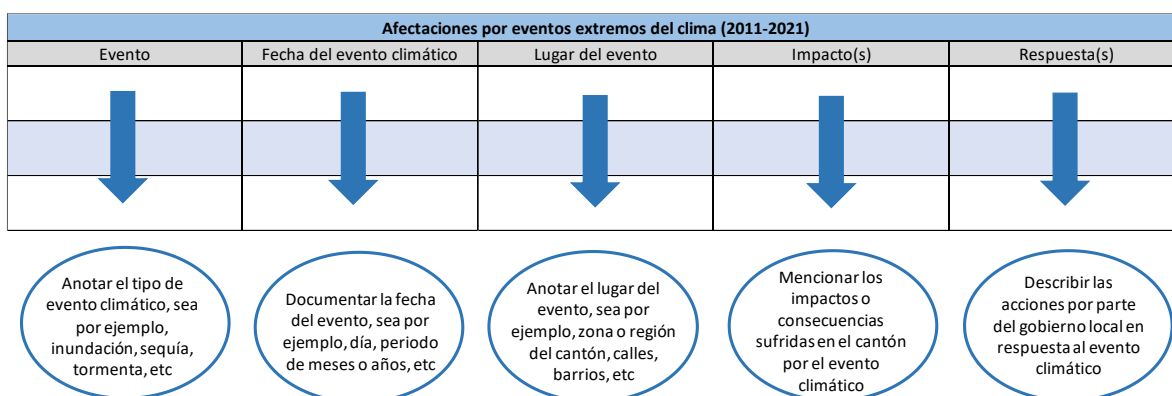 Afectaciones por eventos extremos del clima (2011-2021)
Evento
Fecha del evento climático
Lugar del evento
Impacto(s)
Respuesta(s)
Anotar el tipo de
evento climático, sea
por ejemplo,
inundación, sequía,
tormenta, etc
Documentar la fecha
del evento, sea por
ejemplo, día, periodo
de meses o años, etc
Anotar el lugar del
evento, sea por
ejemplo, zona o región
del cantón, calles,
barrios, etc
Mencionar los
impactos o
consecuencias
sufridas en el cantón
por el evento
climático
Describir las
acciones por parte
del gobierno local en
respuesta al evento
climático